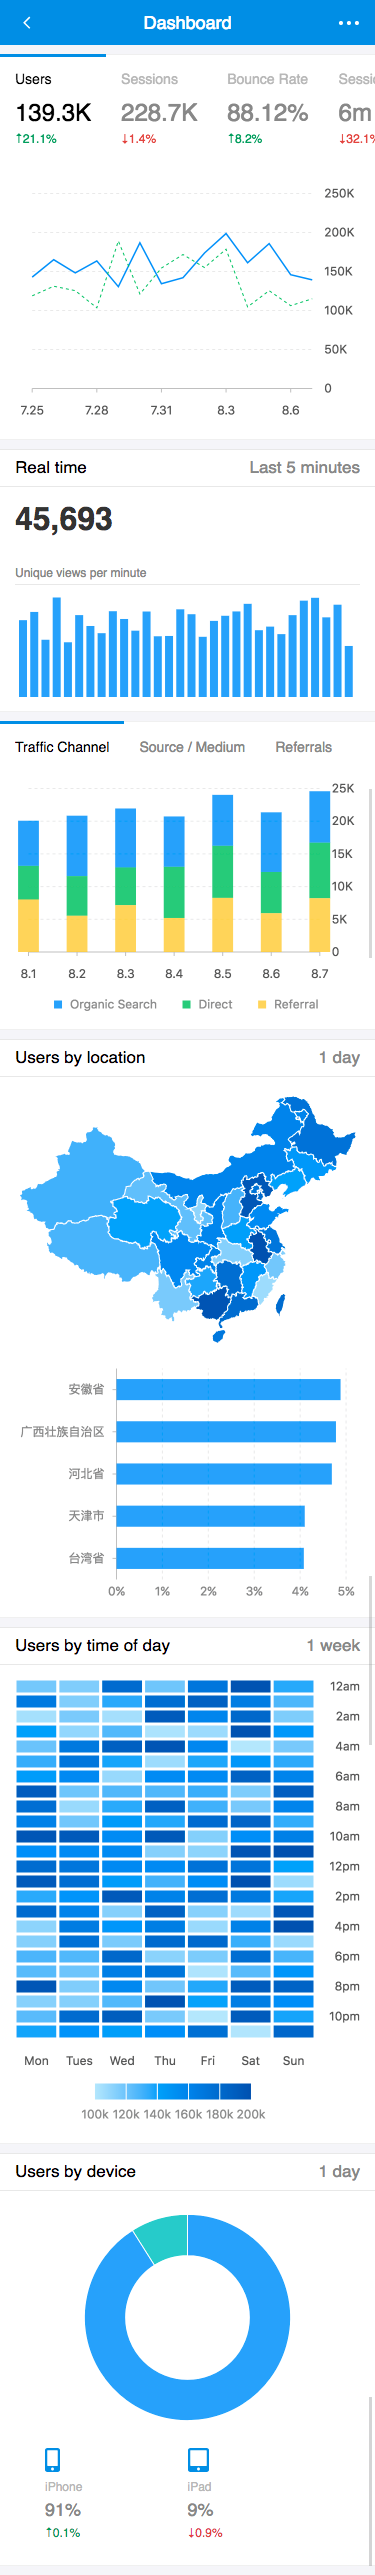 Dashboard
Users Sessions Bounce Rate Sessi
139.3K 228.7K 88.12% 6m
↑21.1% ↓1.4% ↑8.2% ↓32.1%
250K
200K
150K
100K
50K
0
7.25 7.28 7.31 8.3 8.6
Real time Last 5 minutes
45,693
Unique views per minute
Traffic Channel Source / Medium Referrals
25K
20K
15K
10K
5K
0
8.1 8.2 8.3 8.4 8.5 8.6 8.7
Organic Search Direct Referral
Users by location 1 day
安徽省
广西壮族自治区
河北省
天津市
台湾省
0% 1% 2% 3% 4% 5%
Users by time of day 1 week
12am
2am
4am
6am
8am
10am
12pm
2pm
4pm
6pm
8pm
10pm
Mon Tues Wed Thu Fri Sat Sun
100k 120k 140k 160k 180k 200k
Users by device 1 day
iPhone iPad
91% 9%
↑0.1% ↓0.9%